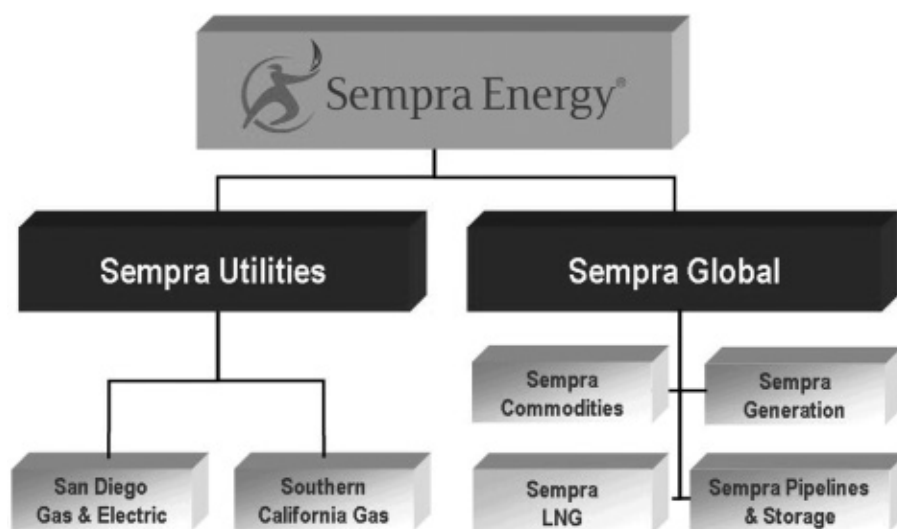 Sempra Energy®
Sempra Utilities
Sempra Global
Sempra
Commodities
Sempra
Generation
San Diego
Gas & Electric
Southern
California Gas
Sempra
LNG
Sempra Pipelines
& Storage